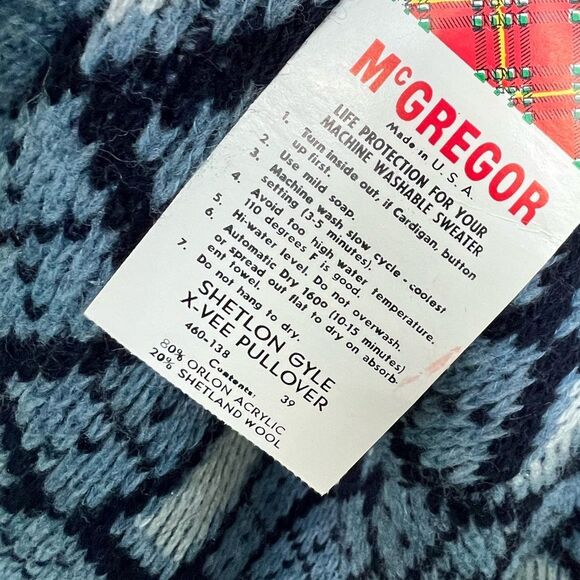 McGREGOR
Made in U.S.A.
LIFE PROTECTION FOR YOUR
MACHINE WASHABLE SWEATER
1. Turn inside out, if Cardigan, button
up first.
2. Use mild soap.
3. Machine wash slow cycle - coolest
setting (3-5 minutes).
4. Avoid too high water temperature.
110 degrees F is good.
5. Hi-water level. Do not overwash.
6. Automatic Dry 160° (10-15 minutes)
or spread out flat to dry on absorb-
ent towel.
7. Do not hang to dry.
SHETLON GYLE
X-VEE PULLOVER
460-138 39
Contents:
80% ORLON ACRYLIC
20% SHETLAND WOOL